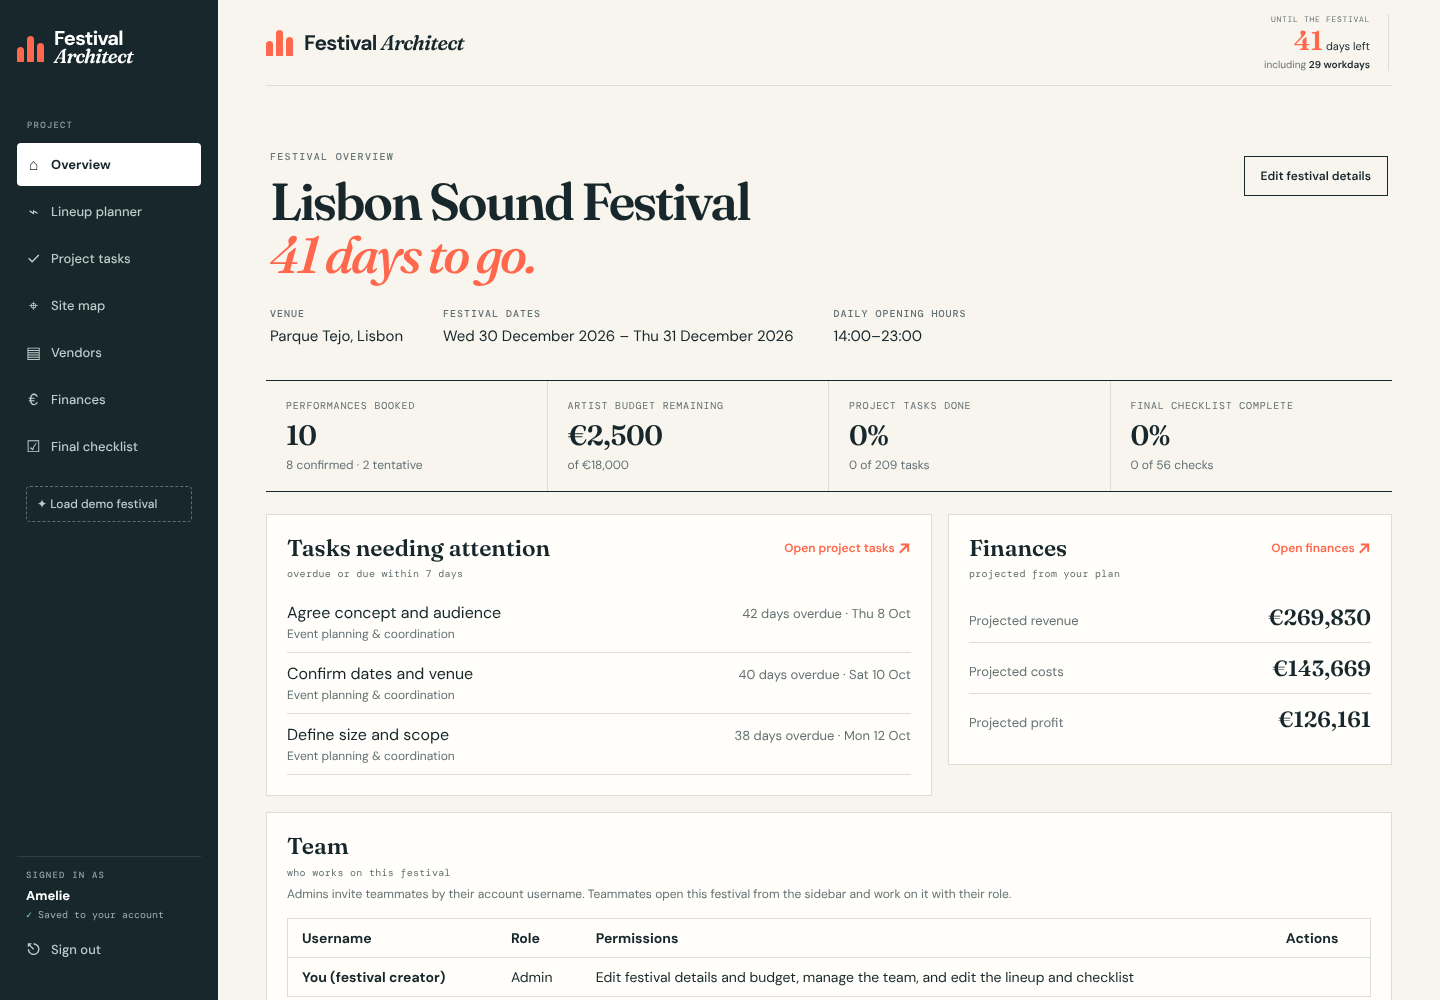 Festival
Architect
PROJECT
Overview
Lineup planner
Project tasks
Site map
Vendors
€ Finances
Final checklist
✦ Load demo festival
SIGNED IN AS
Amelie
✓ Saved to your account
Sign out
Festival Architect
UNTIL THE FESTIVAL
41 days left
including 29 workdays
FESTIVAL OVERVIEW
Edit festival details
Lisbon Sound Festival
41 days to go.
VENUE FESTIVAL DATES DAILY OPENING HOURS
Parque Tejo, Lisbon Wed 30 December 2026 – Thu 31 December 2026 14:00–23:00
PERFORMANCES BOOKED
10
8 confirmed · 2 tentative
ARTIST BUDGET REMAINING
€2,500
of €18,000
PROJECT TASKS DONE
0%
0 of 209 tasks
FINAL CHECKLIST COMPLETE
0%
0 of 56 checks
Tasks needing attention
Open project tasks ↗
overdue or due within 7 days
Agree concept and audience 42 days overdue · Thu 8 Oct
Event planning & coordination
Confirm dates and venue 40 days overdue · Sat 10 Oct
Event planning & coordination
Define size and scope 38 days overdue · Mon 12 Oct
Event planning & coordination
Finances
Open finances ↗
projected from your plan
Projected revenue €269,830
Projected costs €143,669
Projected profit €126,161
Team
who works on this festival
Admins invite teammates by their account username. Teammates open this festival from the sidebar and work on it with their role.
Username Role Permissions Actions
You (festival creator) Admin Edit festival details and budget, manage the team, and edit the lineup and checklist